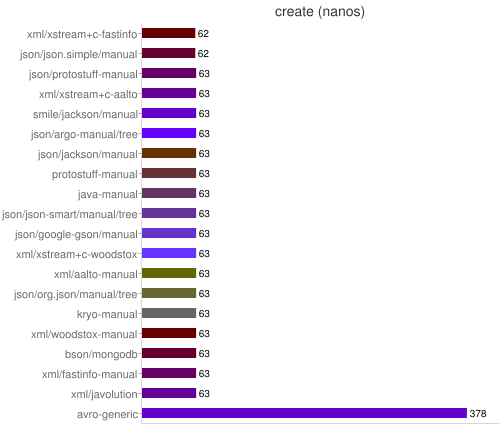 create (nanos)
xml/xstream+c-fastinfo 62
json/json.simple/manual 62
json/protostuff-manual 63
xml/xstream+c-aalto 63
smile/jackson/manual 63
json/argo-manual/tree 63
json/jackson/manual 63
protostuff-manual 63
java-manual 63
json/json-smart/manual/tree 63
json/google-gson/manual 63
xml/xstream+c-woodstox 63
xml/aalto-manual 63
json/org.json/manual/tree 63
kryo-manual 63
xml/woodstox-manual 63
bson/mongodb 63
xml/fastinfo-manual 63
xml/javolution 63
avro-generic 378